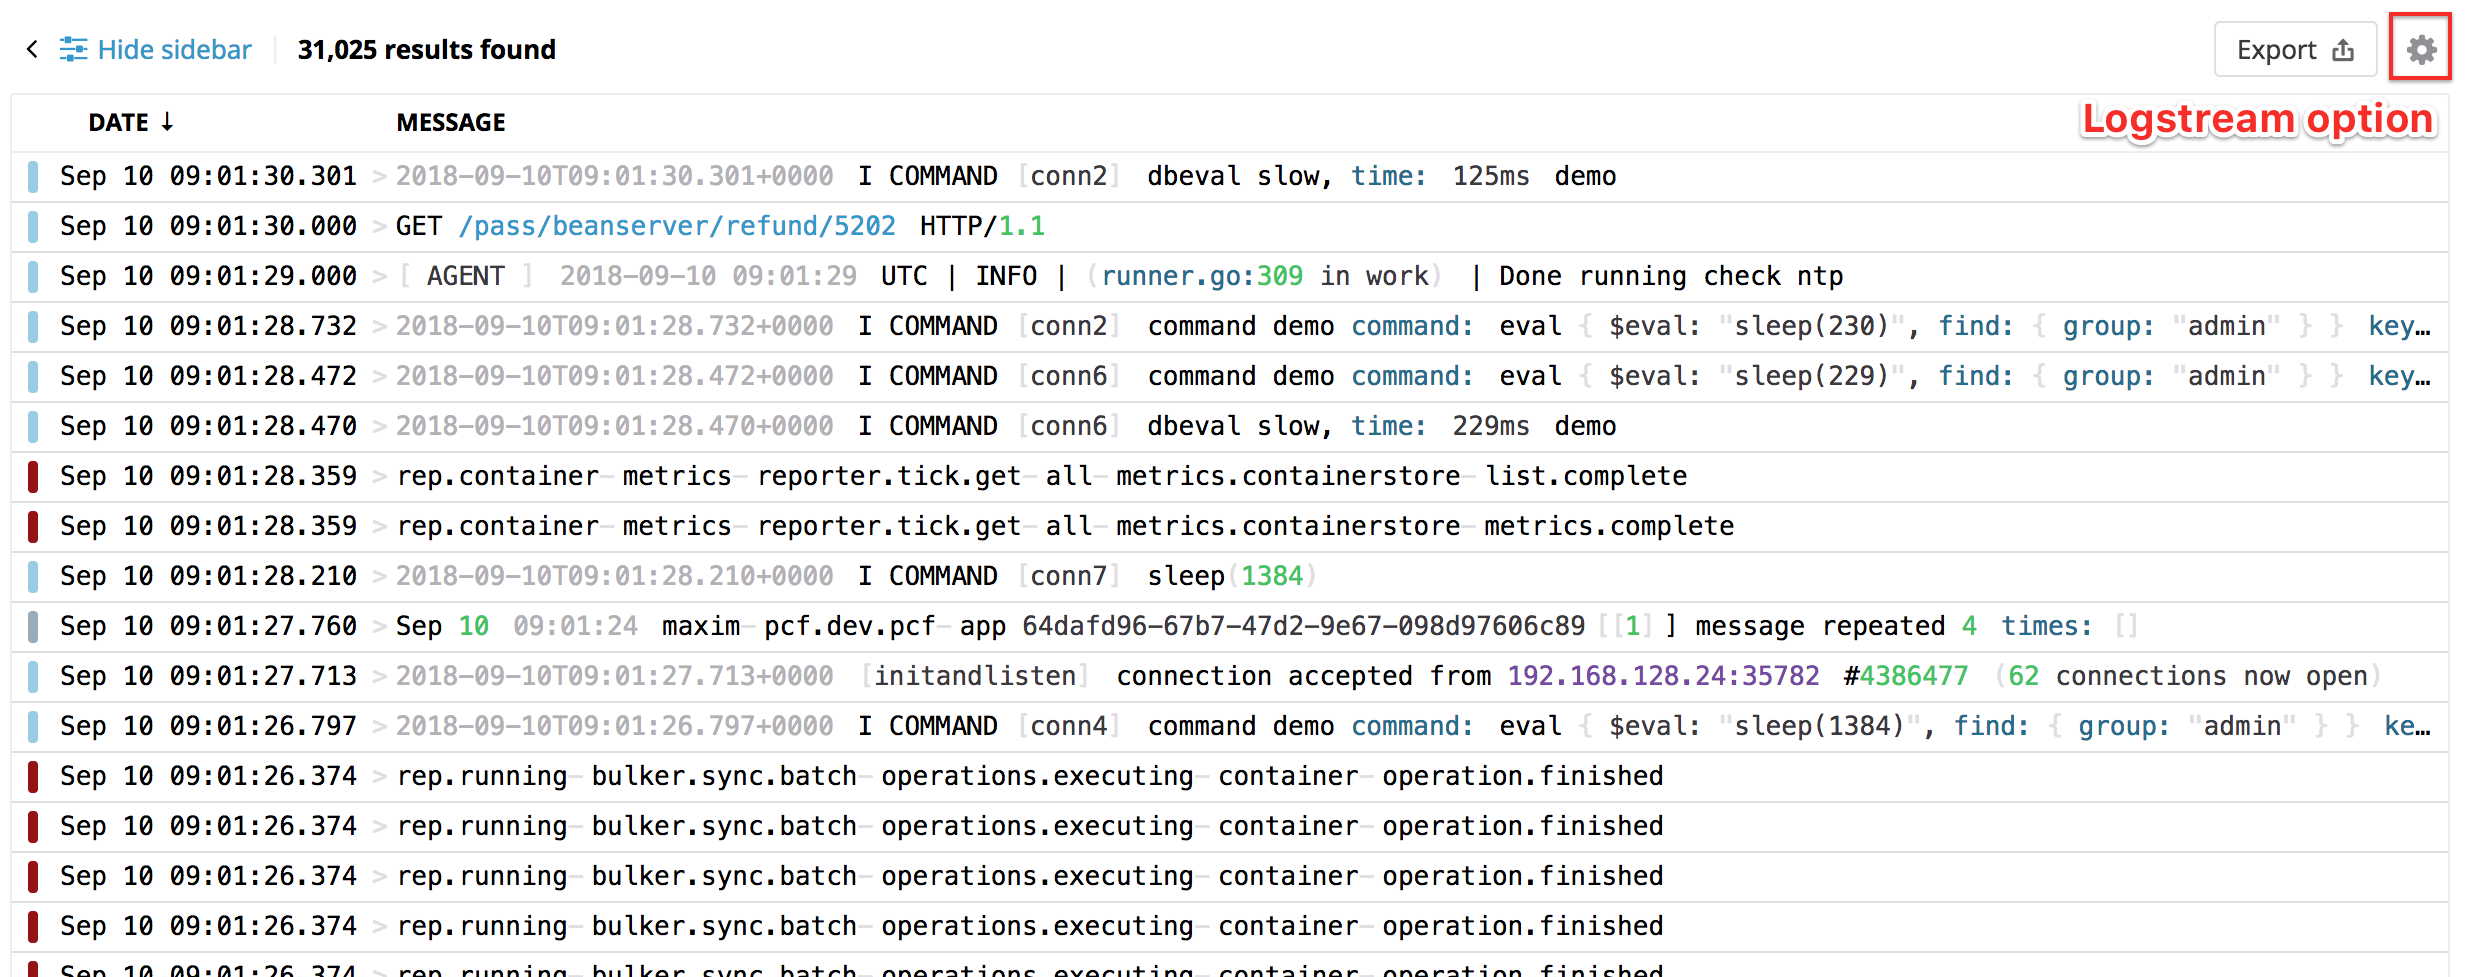 Hide sidebar 31,025 results found Export
DATE ↓ MESSAGE Logstream option
Sep 10 09:01:30.301 > 2018-09-10T09:01:30.301+0000 I COMMAND [conn2] dbeval slow, time: 125ms demo
Sep 10 09:01:30.000 > GET /pass/beanserver/refund/5202 HTTP/1.1
Sep 10 09:01:29.000 > [ AGENT ] 2018-09-10 09:01:29 UTC | INFO | (runner.go:309 in work) | Done running check ntp
Sep 10 09:01:28.732 > 2018-09-10T09:01:28.732+0000 I COMMAND [conn2] command demo command: eval { $eval: "sleep(230)", find: { group: "admin" } } key…
Sep 10 09:01:28.472 > 2018-09-10T09:01:28.472+0000 I COMMAND [conn6] command demo command: eval { $eval: "sleep(229)", find: { group: "admin" } } key…
Sep 10 09:01:28.470 > 2018-09-10T09:01:28.470+0000 I COMMAND [conn6] dbeval slow, time: 229ms demo
Sep 10 09:01:28.359 > rep.container-metrics-reporter.tick.get-all-metrics.containerstore-list.complete
Sep 10 09:01:28.359 > rep.container-metrics-reporter.tick.get-all-metrics.containerstore-metrics.complete
Sep 10 09:01:28.210 > 2018-09-10T09:01:28.210+0000 I COMMAND [conn7] sleep(1384)
Sep 10 09:01:27.760 > Sep 10 09:01:24 maxim-pcf.dev.pcf-app 64dafd96-67b7-47d2-9e67-098d97606c89 [[1] ] message repeated 4 times: []
Sep 10 09:01:27.713 > 2018-09-10T09:01:27.713+0000 [initandlisten] connection accepted from 192.168.128.24:35782 #4386477 (62 connections now open)
Sep 10 09:01:26.797 > 2018-09-10T09:01:26.797+0000 I COMMAND [conn4] command demo command: eval { $eval: "sleep(1384)", find: { group: "admin" } } ke…
Sep 10 09:01:26.374 > rep.running-bulker.sync.batch-operations.executing-container-operation.finished
Sep 10 09:01:26.374 > rep.running-bulker.sync.batch-operations.executing-container-operation.finished
Sep 10 09:01:26.374 > rep.running-bulker.sync.batch-operations.executing-container-operation.finished
Sep 10 09:01:26.374 > rep.running-bulker.sync.batch-operations.executing-container-operation.finished
Sep 10 09:01:26.374 > rep.running-bulker.sync.batch-operations.executing-container-operation.finished